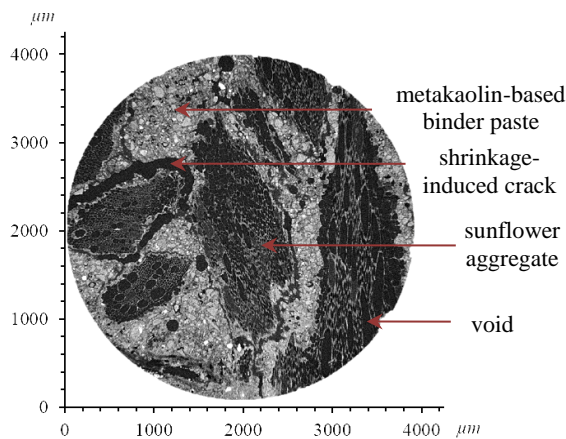 µm
4000
3000
2000
1000
0
0 1000 2000 3000 4000 µm
metakaolin-based
binder paste
shrinkage-
induced crack
sunflower
aggregate
void